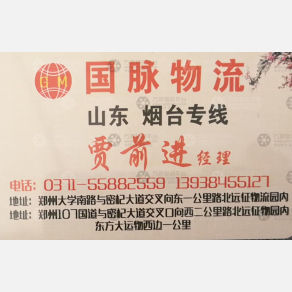 GM 国脉物流
山东 烟台专线
贾前进经理
电话：0371-55882559 13938455127
地址：郑州大学南路与密杞大道交叉向东一公里路北远征物流园内
地址：郑州107国道与密杞大道交叉口向西二公里路北远征物园内
东方大运物西边一公里